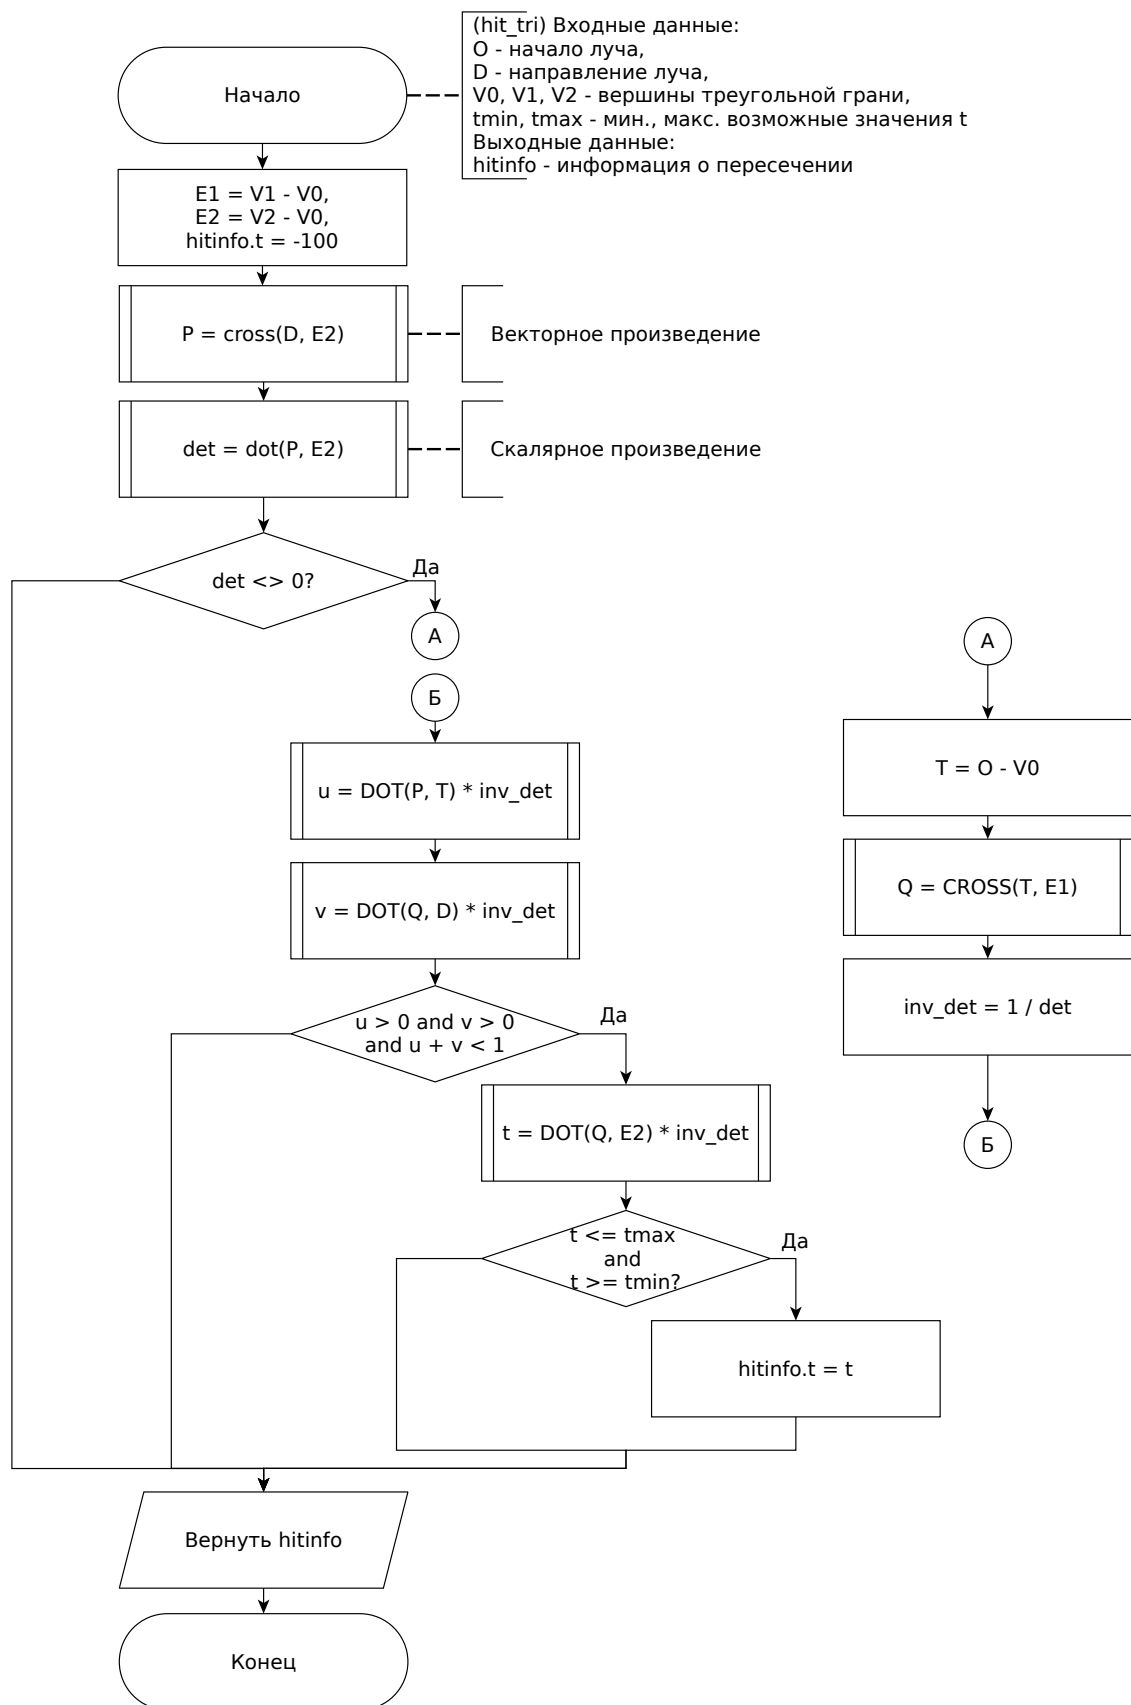 (hit_tri) Входные данные:
O - начало луча,
D - направление луча,
V0, V1, V2 - вершины треугольной грани,
tmin, tmax - мин., макс. возможные значения t
Выходные данные:
hitinfo - информация о пересечении
Начало
E1 = V1 - V0,
E2 = V2 - V0,
hitinfo.t = -100
P = cross(D, E2)
Векторное произведение
det = dot(P, E2)
Скалярное произведение
det <> 0?
Да
А
Б
u = DOT(P, T) * inv_det
v = DOT(Q, D) * inv_det
u > 0 and v > 0
and u + v < 1
Да
t = DOT(Q, E2) * inv_det
t <= tmax
and
t >= tmin?
Да
hitinfo.t = t
А
T = O - V0
Q = CROSS(T, E1)
inv_det = 1 / det
Б
Вернуть hitinfo
Конец